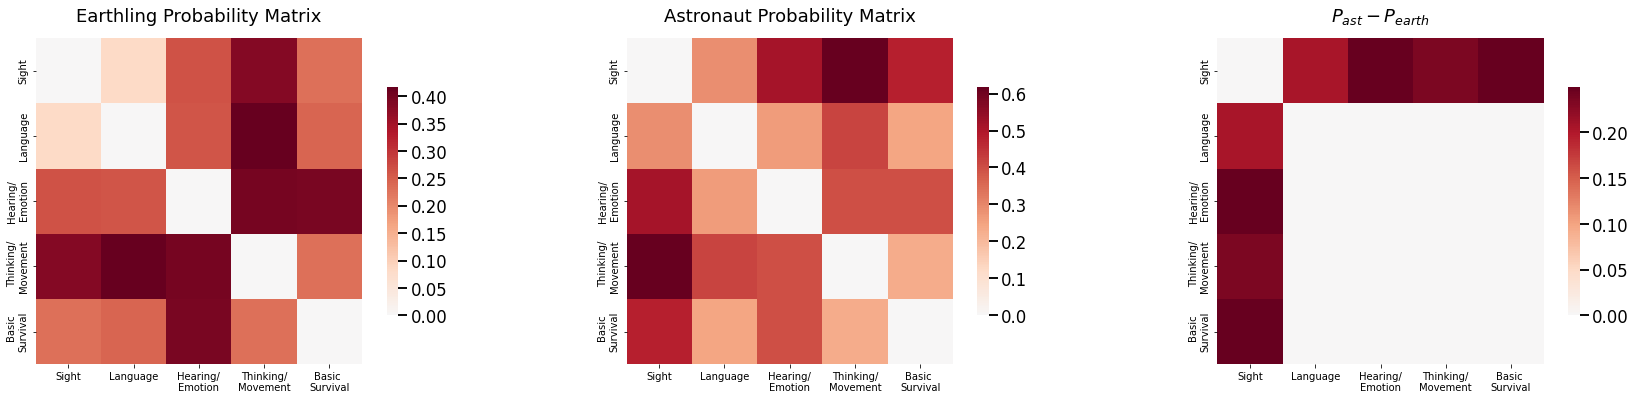 Earthling Probability Matrix
Sight
Language
Hearing/
Emotion
Thinking/
Movement
Basic
Survival
Sight
Language
Hearing/
Emotion
Thinking/
Movement
Basic
Survival
0.40
0.35
0.30
0.25
0.20
0.15
0.10
0.05
0.00
Astronaut Probability Matrix
Sight
Language
Hearing/
Emotion
Thinking/
Movement
Basic
Survival
Sight
Language
Hearing/
Emotion
Thinking/
Movement
Basic
Survival
0.6
0.5
0.4
0.3
0.2
0.1
0.0
P_{ast} − P_{earth}
Sight
Language
Hearing/
Emotion
Thinking/
Movement
Basic
Survival
Sight
Language
Hearing/
Emotion
Thinking/
Movement
Basic
Survival
0.20
0.15
0.10
0.05
0.00